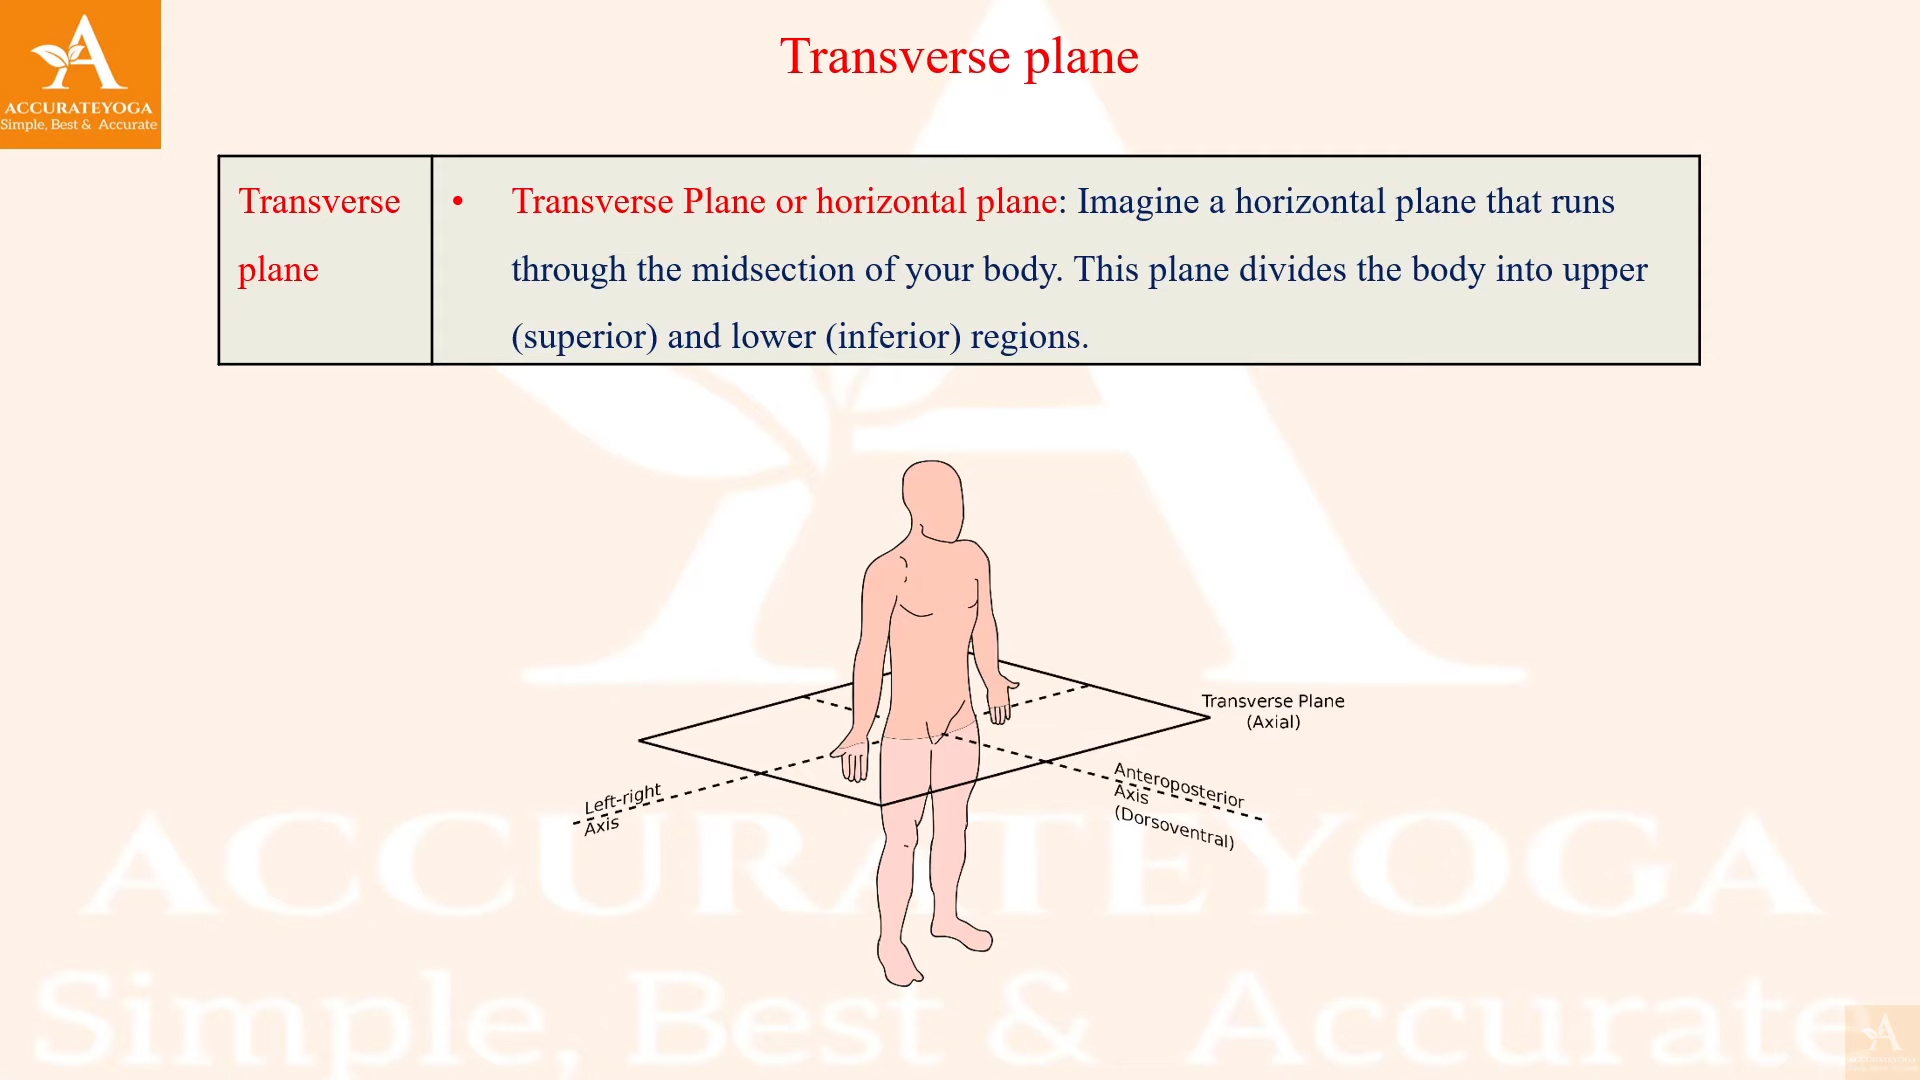 ACCURATEYOGA
Simple, Best & Accurate
Transverse plane
Transverse
plane
• Transverse Plane or horizontal plane: Imagine a horizontal plane that runs
through the midsection of your body. This plane divides the body into upper
(superior) and lower (inferior) regions.
Transverse Plane
(Axial)
Left-right
Axis
Anteroposterior
Axis
(Dorsoventral)
ACCURATEYOGA
Simple, Best & Accurate